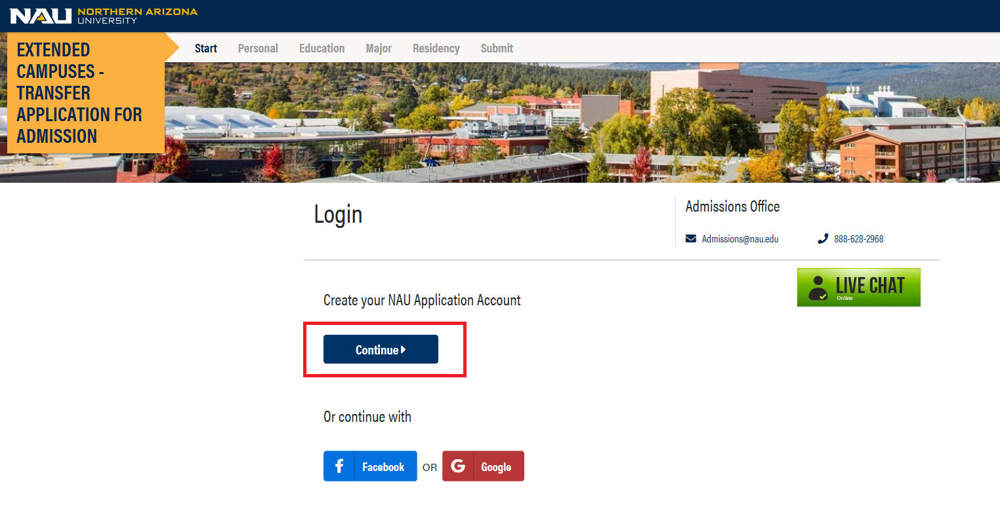 NAU NORTHERN ARIZONA
UNIVERSITY
EXTENDED
CAMPUSES -
TRANSFER
APPLICATION FOR
ADMISSION
Start Personal Education Major Residency Submit
Login
Admissions Office
Admissions@nau.edu 888-628-2968
LIVE CHAT
Online
Create your NAU Application Account
Continue
Or continue with
f Facebook OR G Google